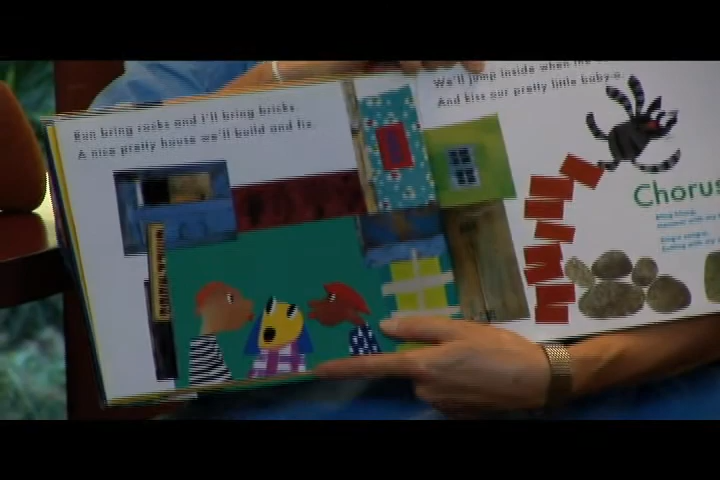 Run bring rocks and I'll bring bricks.
A nice pretty house we'll build and fix.
We'll jump inside when the
And kiss our pretty little baby-o.
Chorus